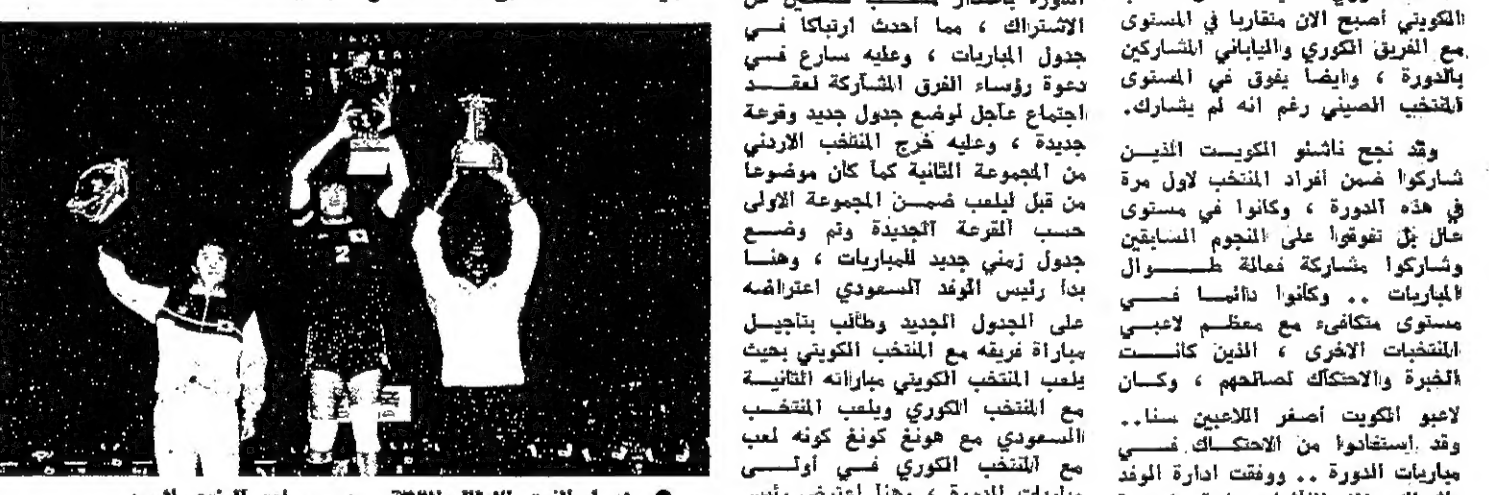 الكويتي أصبح الان متقاربا في المستوى
مع الفريق الكوري والياباني المشاركين
بالدورة ، وايضا يفوق في المستوى
المنتخب الصيني رغم انه لم يشارك.
وقد نجح ناشئو الكويت الذين
شاركوا ضمن أفراد المنتخب لاول مرة
في هذه الدورة ، وكانوا في مستوى
عال بل تفوقوا على النجوم السابقين
وشاركوا مشاركة فعالة طوال
المباريات .. وكانوا دائما في
مستوى متكافىء مع معظم لاعبي
المنتخبات الاخرى ، الذين كانت
الخبرة والاحتكاك لصالحهم ، وكان
لاعبو الكويت أصغر اللاعبين سنا..
وقد استفادوا من الاحتكاك في
مباريات الدورة .. ووفقت ادارة الوفد
الاشتراك ، مما أحدث ارتباكا في
جدول المباريات ، وعليه سارع في
دعوة رؤساء الفرق المشاركة لعقد
اجتماع عاجل لوضع جدول جديد وقرعة
جديدة ، وعليه خرج المنتخب الاردني
من المجموعة الثانية كما كان موضوعا
من قبل ليلعب ضمن المجموعة الاولى
حسب القرعة الجديدة وتم وضع
جدول زمني جديد للمباريات ، وهنا
بدا رئيس الوفد السعودي اعتراضه
على الجدول الجديد وطالب بتأجيل
مباراة فريقه مع المنتخب الكويتي بحيث
يلعب المنتخب الكويتي مباراته الثانية
مع المنتخب الكوري ويلعب المنتخب
السعودي مع هونغ كونغ كونه لعب
مع المنتخب الكوري في أولى
مباريات الدورة ، وهنا اعترض رئيس
2